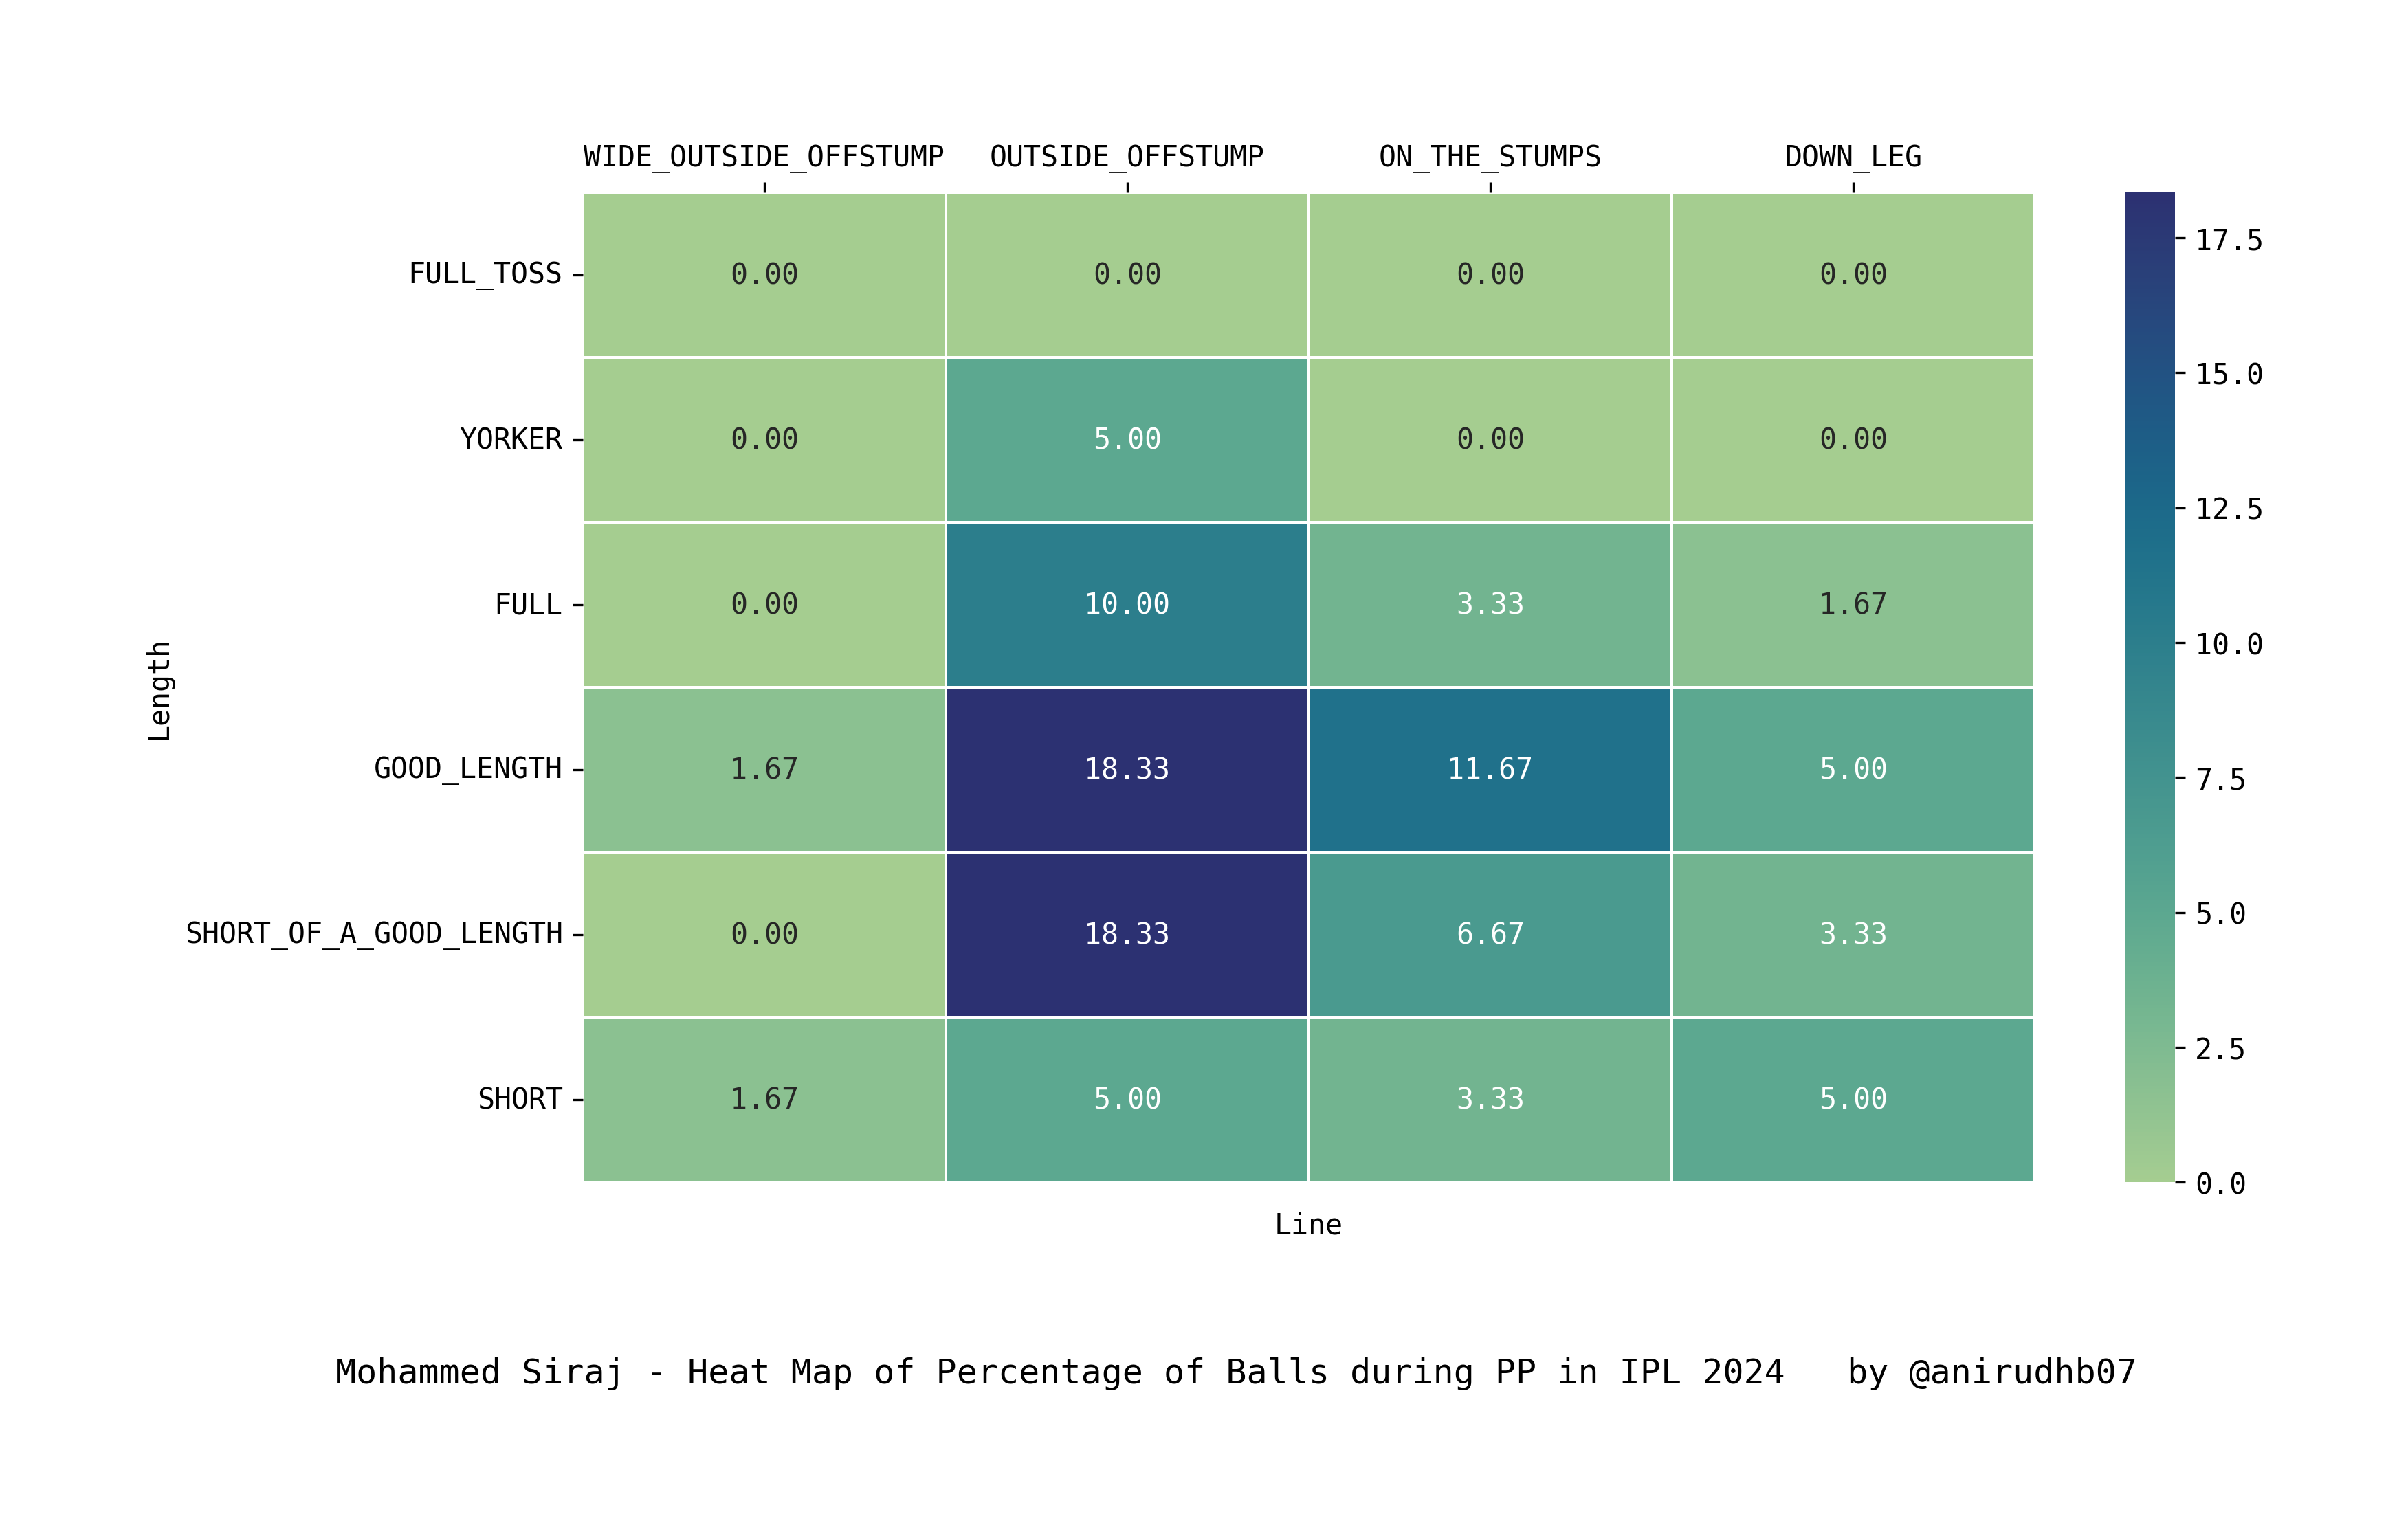 WIDE_OUTSIDE_OFFSTUMP OUTSIDE_OFFSTUMP ON_THE_STUMPS DOWN_LEG
FULL_TOSS 0.00 0.00 0.00 0.00
YORKER 0.00 5.00 0.00 0.00
FULL 0.00 10.00 3.33 1.67
GOOD_LENGTH 1.67 18.33 11.67 5.00
SHORT_OF_A_GOOD_LENGTH 0.00 18.33 6.67 3.33
SHORT 1.67 5.00 3.33 5.00
Length
Line
17.5
15.0
12.5
10.0
7.5
5.0
2.5
0.0
Mohammed Siraj - Heat Map of Percentage of Balls during PP in IPL 2024 by @anirudhb07